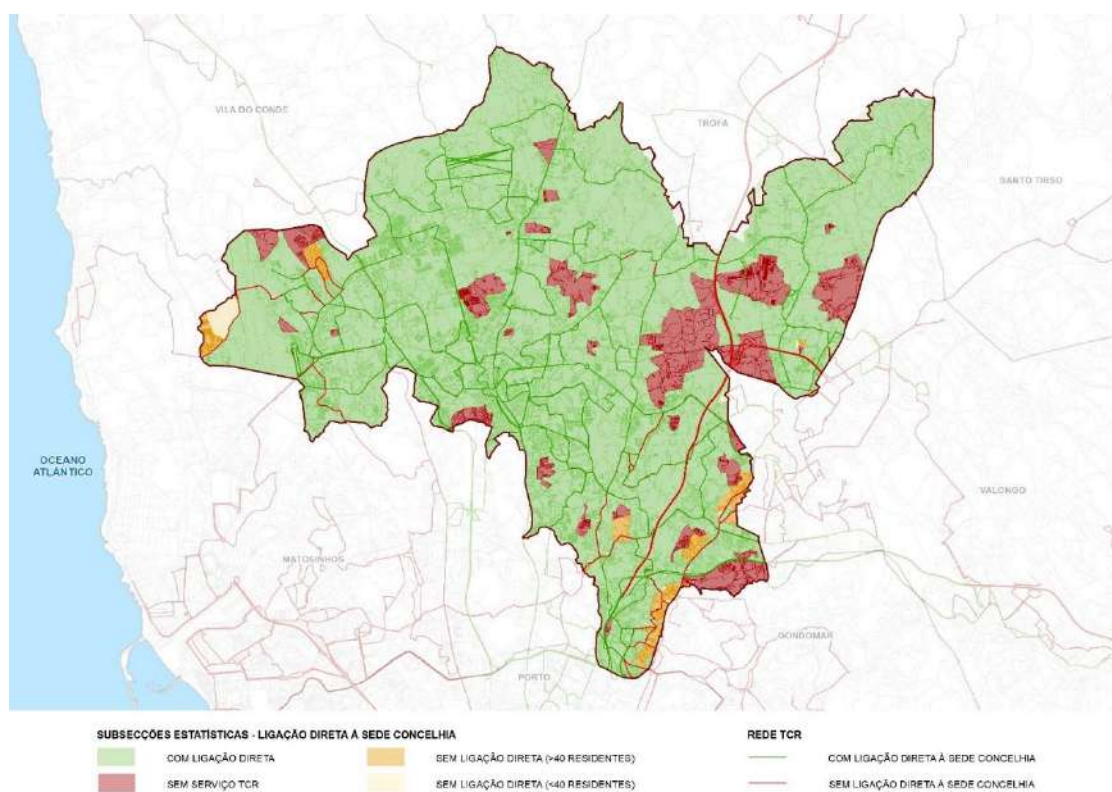 VILA DO CONDE
TROFA
SANTO TIRSO
OCEANO
ATLÂNTICO
VALONGO
MATOSINHOS
GONDOMAR
PORTO
SUBSECÇÕES ESTATÍSTICAS - LIGAÇÃO DIRETA À SEDE CONCELHIA
REDE TCR
COM LIGAÇÃO DIRETA
SEM LIGAÇÃO DIRETA (>40 RESIDENTES)
COM LIGAÇÃO DIRETA À SEDE CONCELHIA
SEM SERVIÇO TCR
SEM LIGAÇÃO DIRETA (<40 RESIDENTES)
SEM LIGAÇÃO DIRETA À SEDE CONCELHIA